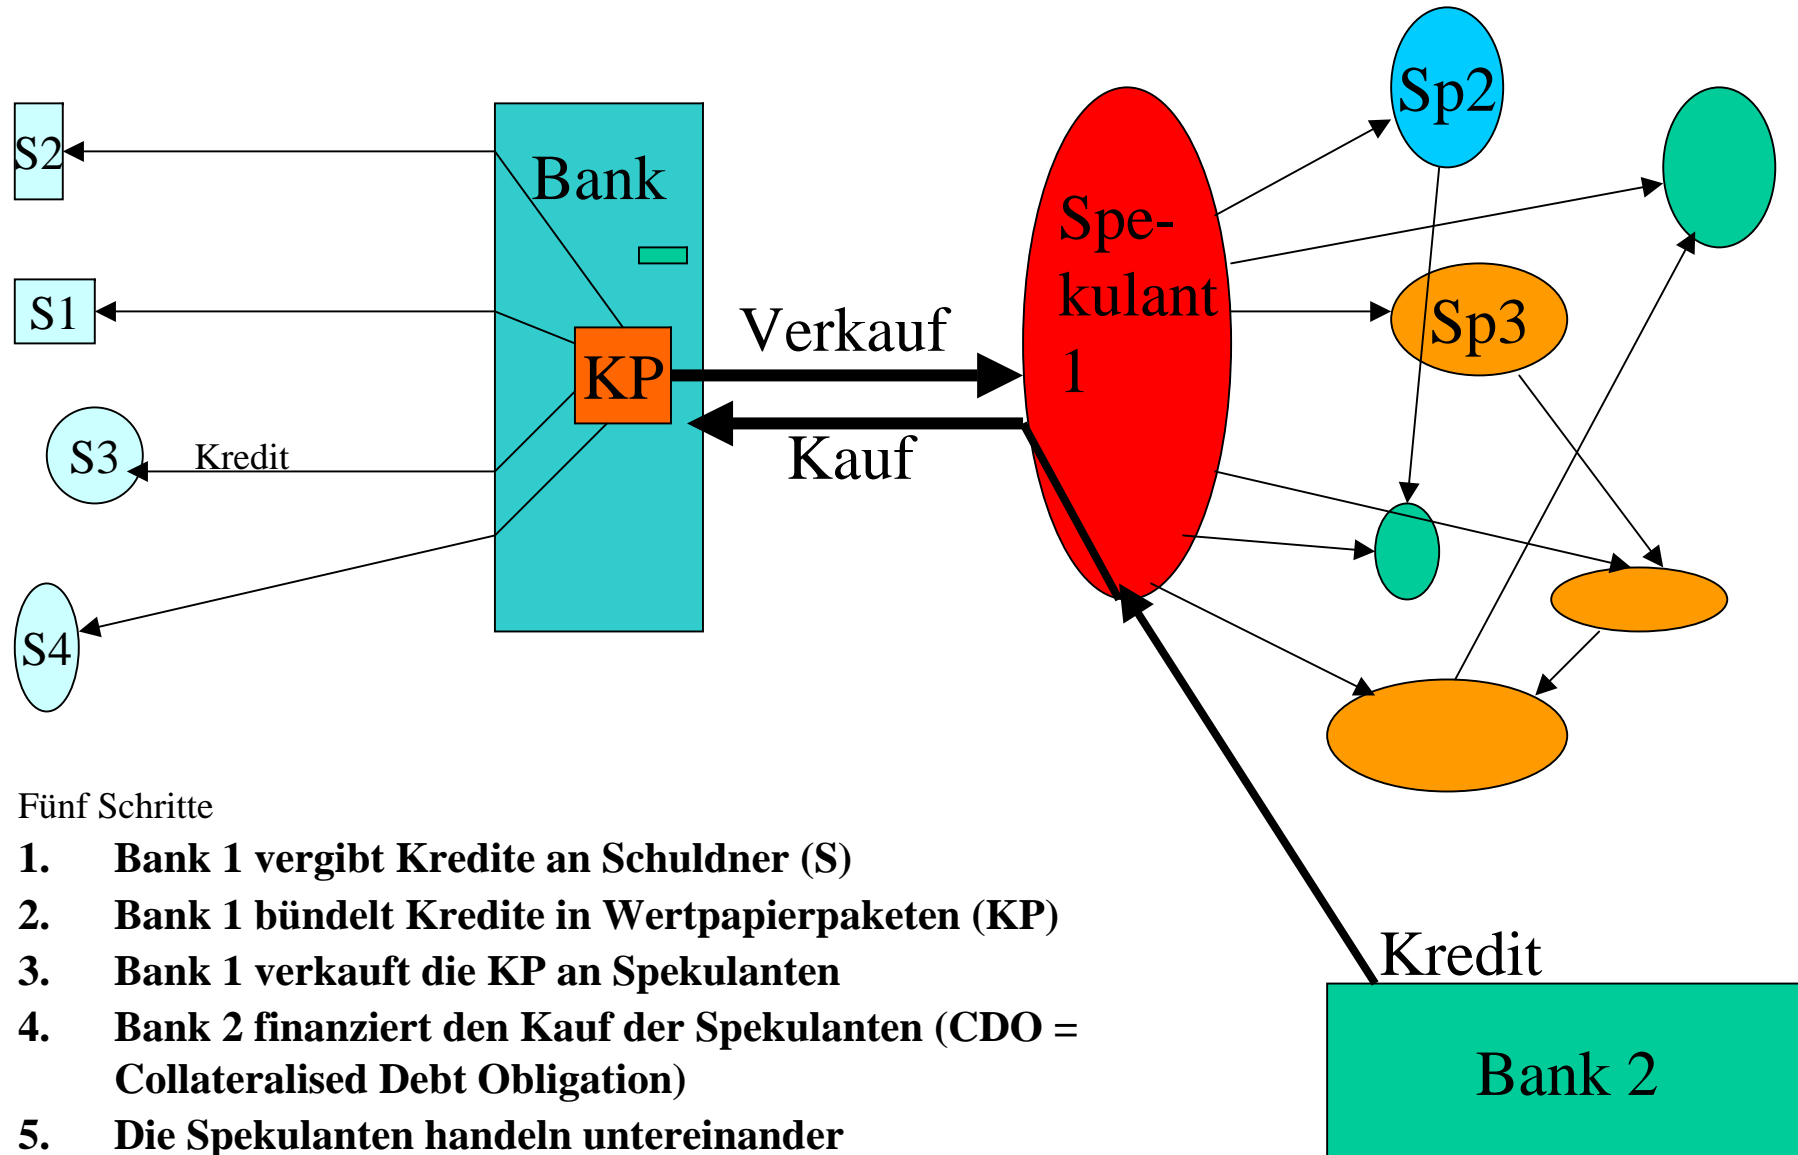 Sp2
S2
Bank
Spe-
kulant
1
S1
Sp3
Verkauf
KP
Kauf
S3
Kredit
S4
Fünf Schritte
1. Bank 1 vergibt Kredite an Schuldner (S)
2. Bank 1 bündelt Kredite in Wertpapierpaketen (KP)
3. Bank 1 verkauft die KP an Spekulanten
4. Bank 2 finanziert den Kauf der Spekulanten (CDO =
Collateralised Debt Obligation)
5. Die Spekulanten handeln untereinander
Kredit
Bank 2